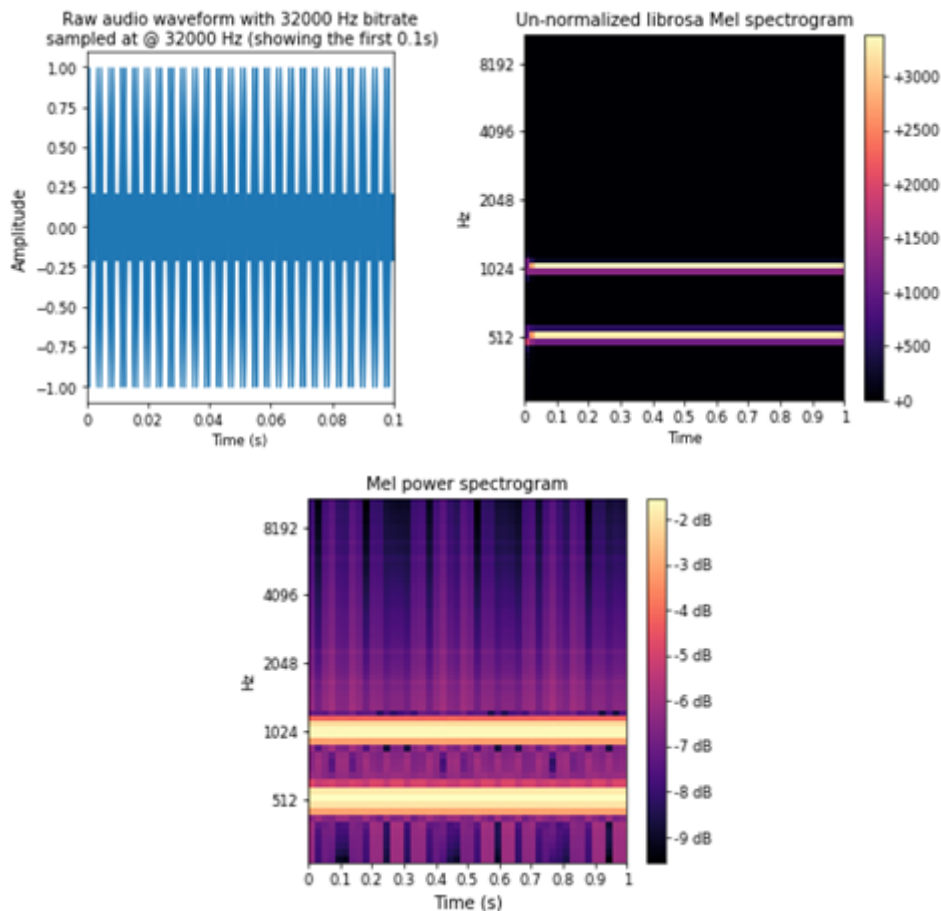 Raw audio waveform with 32000 Hz bitrate
sampled at @ 32000 Hz (showing the first 0.1s)
1.00
0.75
0.50
0.25
0.00
−0.25
−0.50
−0.75
−1.00
Amplitude
0 0.02 0.04 0.06 0.08 0.1
Time (s)
Un-normalized librosa Mel spectrogram
8192
4096
2048
1024
512
Hz
0 0.1 0.2 0.3 0.4 0.5 0.6 0.7 0.8 0.9 1
Time
+3000
+2500
+2000
+1500
+1000
+500
+0
Mel power spectrogram
8192
4096
2048
1024
512
Hz
0 0.1 0.2 0.3 0.4 0.5 0.6 0.7 0.8 0.9 1
Time (s)
-2 dB
-3 dB
-4 dB
-5 dB
-6 dB
-7 dB
-8 dB
-9 dB